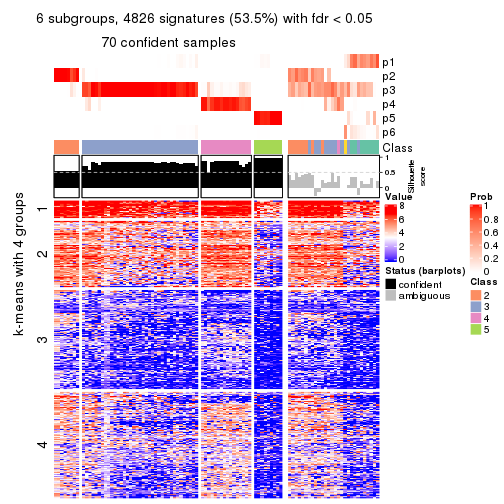 6 subgroups, 4826 signatures (53.5%) with fdr < 0.05
70 confident samples
p1
p2
p3
p4
p5
p6
Class
1
0.5
0
Silhouette score
k-means with 4 groups
1
2
3
4
Value
8
6
4
2
0
Status (barplots)
confident
ambiguous
Prob
1
0.8
0.6
0.4
0.2
0
Class
2
3
4
5